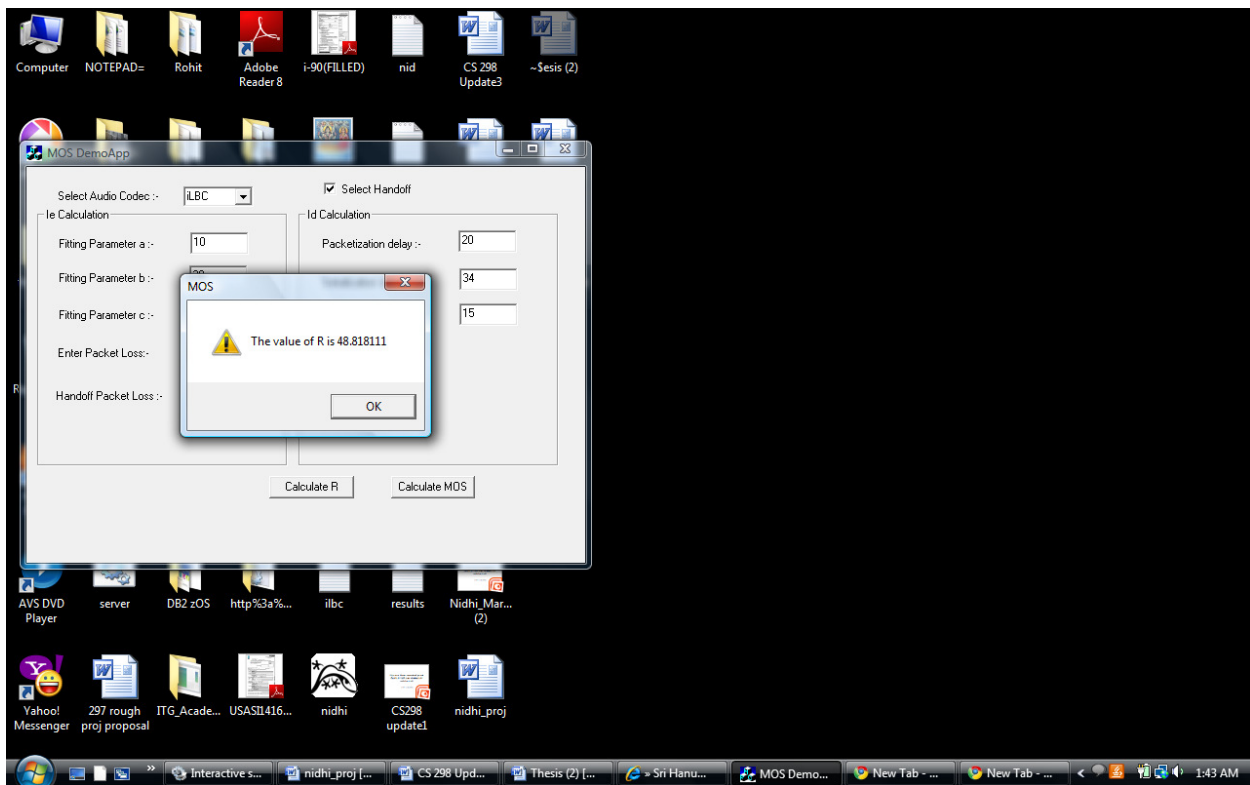 Computer NOTEPAD= Rohit Adobe Reader 8 i-90(FILLED) nid CS 298 Update3 ~$esis (2)
MOS DemoApp
Select Audio Codec :- iLBC Select Handoff
Ie Calculation Id Calculation
Fitting Parameter a :- 10 Packetization delay :- 20
Fitting Parameter b :- 34
MOS
Fitting Parameter c :- 15
The value of R is 48.818111
Enter Packet Loss:-
Handoff Packet Loss :-
OK
Calculate R Calculate MOS
AVS DVD Player server DB2 zOS http%3a%... ilbc results Nidhi_Mar... (2)
Yahoo! Messenger 297 rough proj proposal ITG_Acade... USASI1416... nidhi CS298 update1 nidhi_proj
Interactive s... nidhi_proj [... CS 298 Upd... Thesis (2) [... » Sri Hanu... MOS Demo... New Tab - ... New Tab - ... 1:43 AM